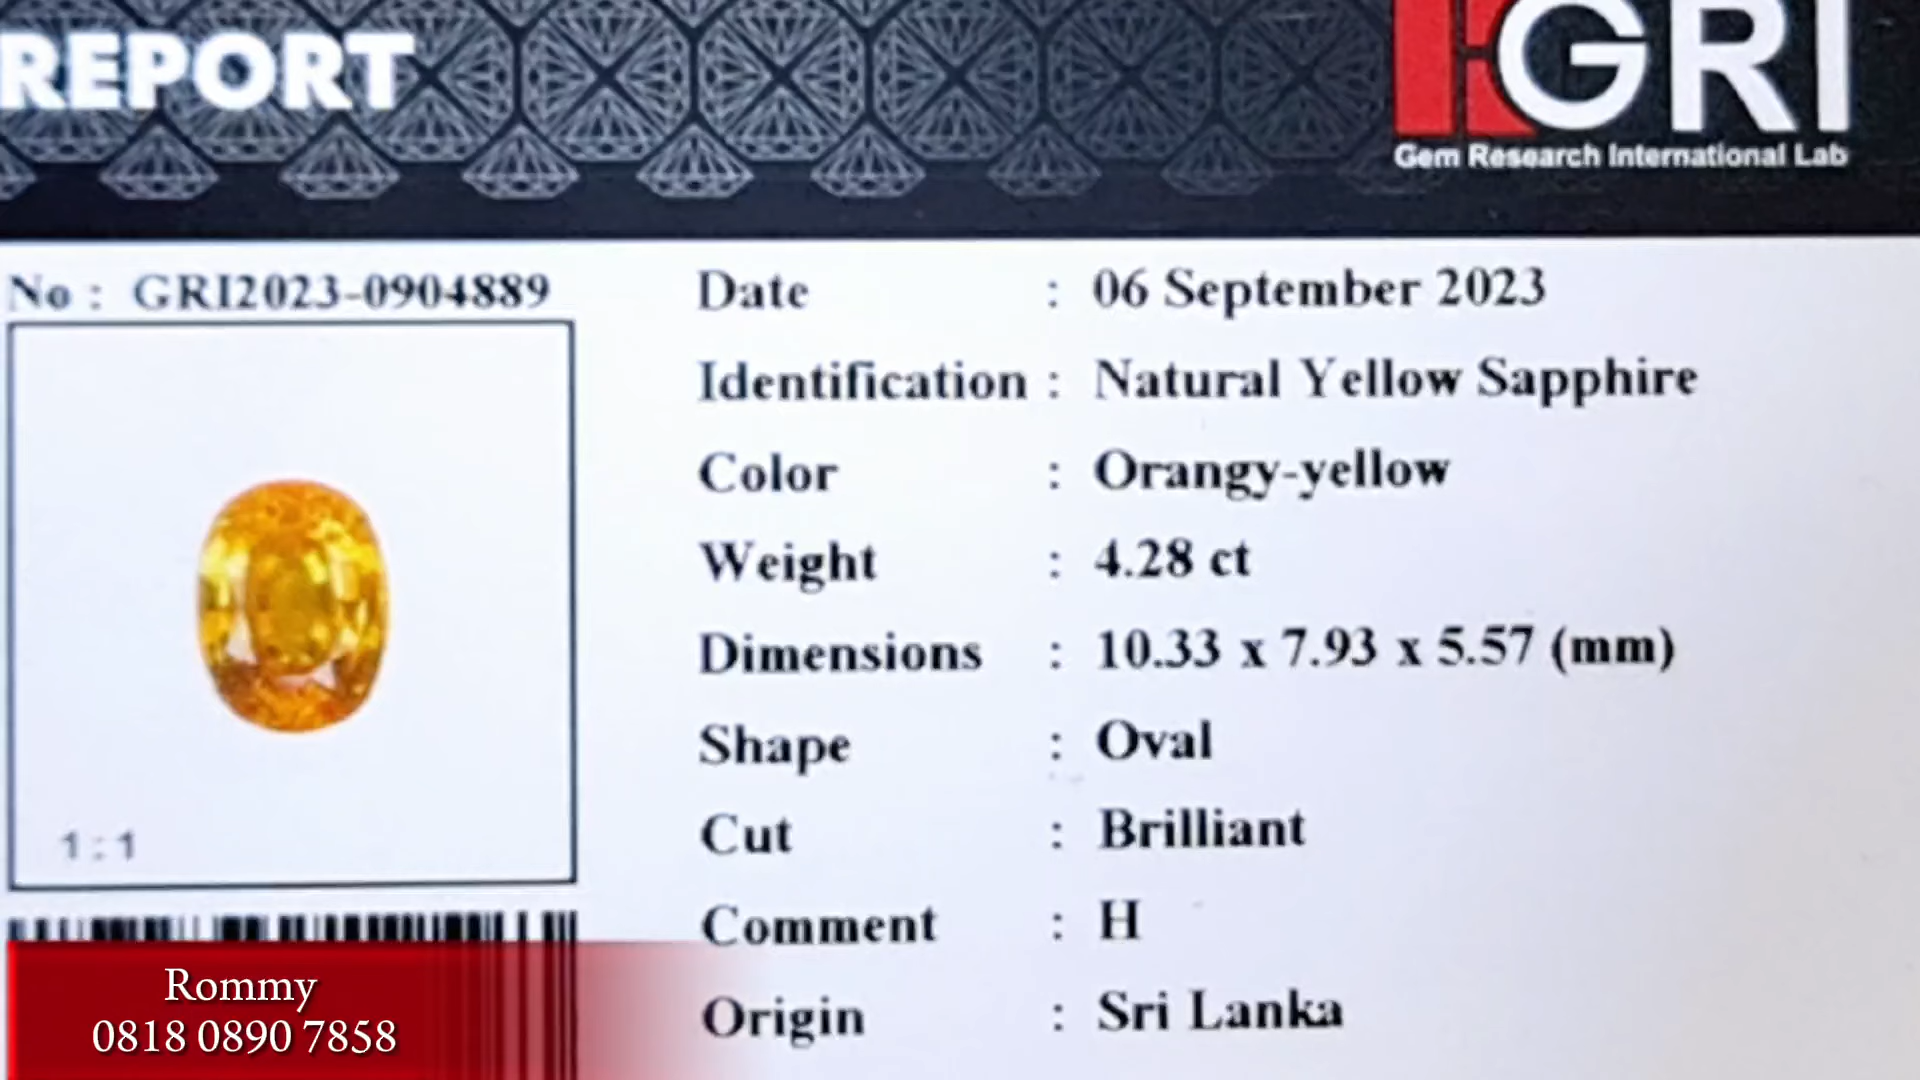 REPORT
GRI
Gem Research International Lab
No : GRI2023-0904889
Date : 06 September 2023
Identification : Natural Yellow Sapphire
Color : Orangy-yellow
Weight : 4.28 ct
Dimensions : 10.33 x 7.93 x 5.57 (mm)
Shape : Oval
Cut : Brilliant
Comment : H
Origin : Sri Lanka
1 : 1
Rommy
0818 0890 7858